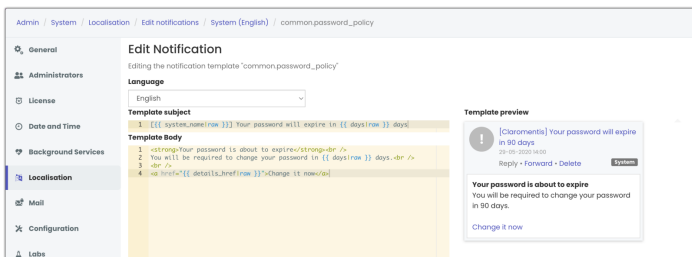 Admin / System / Localisation / Edit notifications / System (English) / common.password_policy
General
Administrators
License
Date and Time
Background Services
Localisation
Mail
Configuration
Labs
Edit Notification
Editing the notification template "common.password_policy"
Language
English
Template subject
1 [{{ system_name|raw }}] Your password will expire in {{ days|raw }} days
Template Body
1 <strong>Your password is about to expire</strong><br />
2 You will be required to change your password in {{ days|raw }} days.<br />
3 <br />
4 <a href="{{ details_href|raw }}">Change it now</a>
Template preview
[Claromentis] Your password will expire
in 90 days
29-05-2020 14:00
Reply • Forward • Delete
System
Your password is about to expire
You will be required to change your password
in 90 days.
Change it now